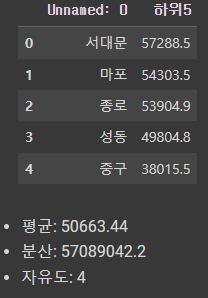 Unnamed: 0 하위5
0 서대문 57288.5
1 마포 54303.5
2 종로 53904.9
3 성동 49804.8
4 중구 38015.5
• 평균: 50663.44
• 분산: 57089042.2
• 자유도: 4